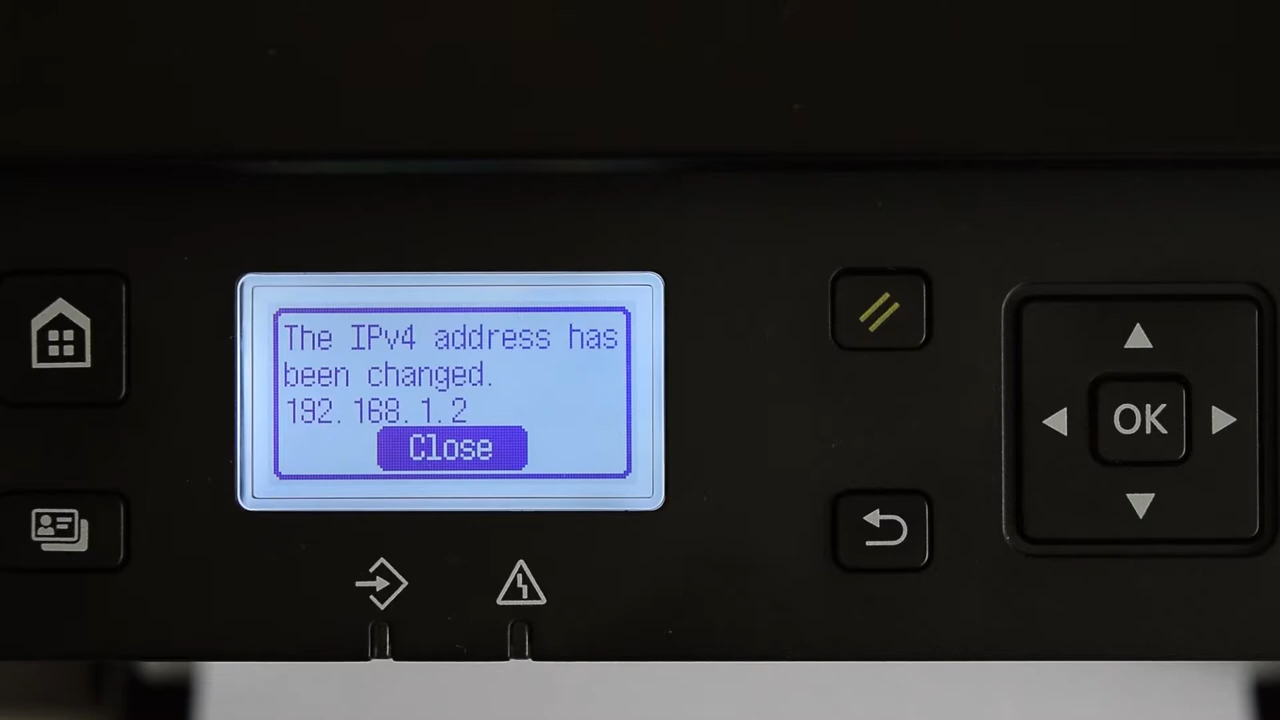 The IPv4 address has
been changed.
192.168.1.2
Close
OK